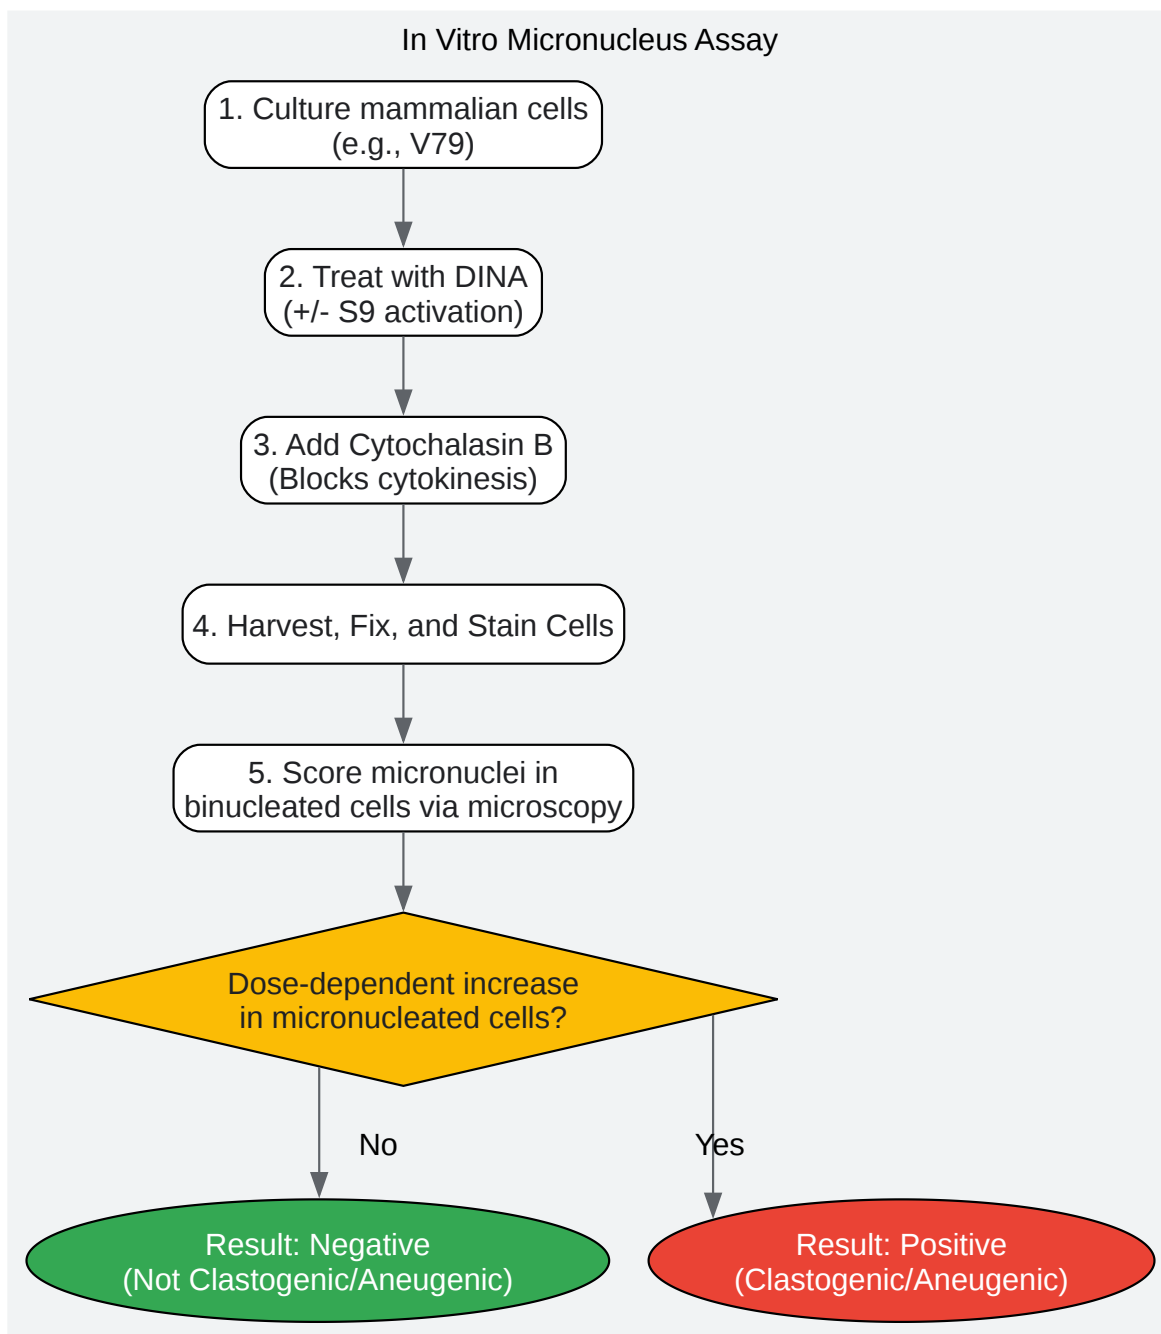 In Vitro Micronucleus Assay
1. Culture mammalian cells
(e.g., V79)
2. Treat with DINA
(+/- S9 activation)
3. Add Cytochalasin B
(Blocks cytokinesis)
4. Harvest, Fix, and Stain Cells
5. Score micronuclei in
binucleated cells via microscopy
Dose-dependent increase
in micronucleated cells?
No
Yes
Result: Negative
(Not Clastogenic/Aneugenic)
Result: Positive
(Clastogenic/Aneugenic)